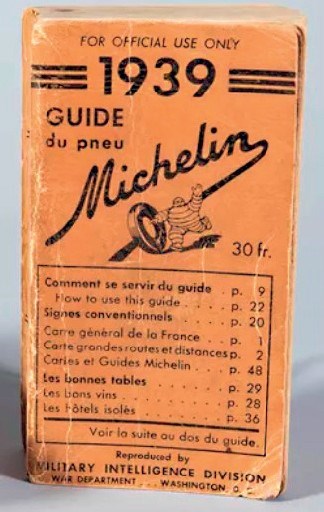 FOR OFFICIAL USE ONLY
1939
GUIDE
du pneu
Michelin
30 fr.
Comment se servir du guide . p. 9
How to use this guide . . . . . p. 22
Signes conventionnels . . . . p. 20
Carte général de la France . p. 1
Carte grandes routes et distances p. 2
Cartes et Guides Michelin . . p. 48
Les bonnes tables . . . . . . p. 29
Les bons vins . . . . . . . . p. 28
Les hôtels isolés . . . . . . p. 36
Voir la suite au dos du guide.
Reproduced by
MILITARY INTELLIGENCE DIVISION
WAR DEPARTMENT WASHINGTON, D. C.